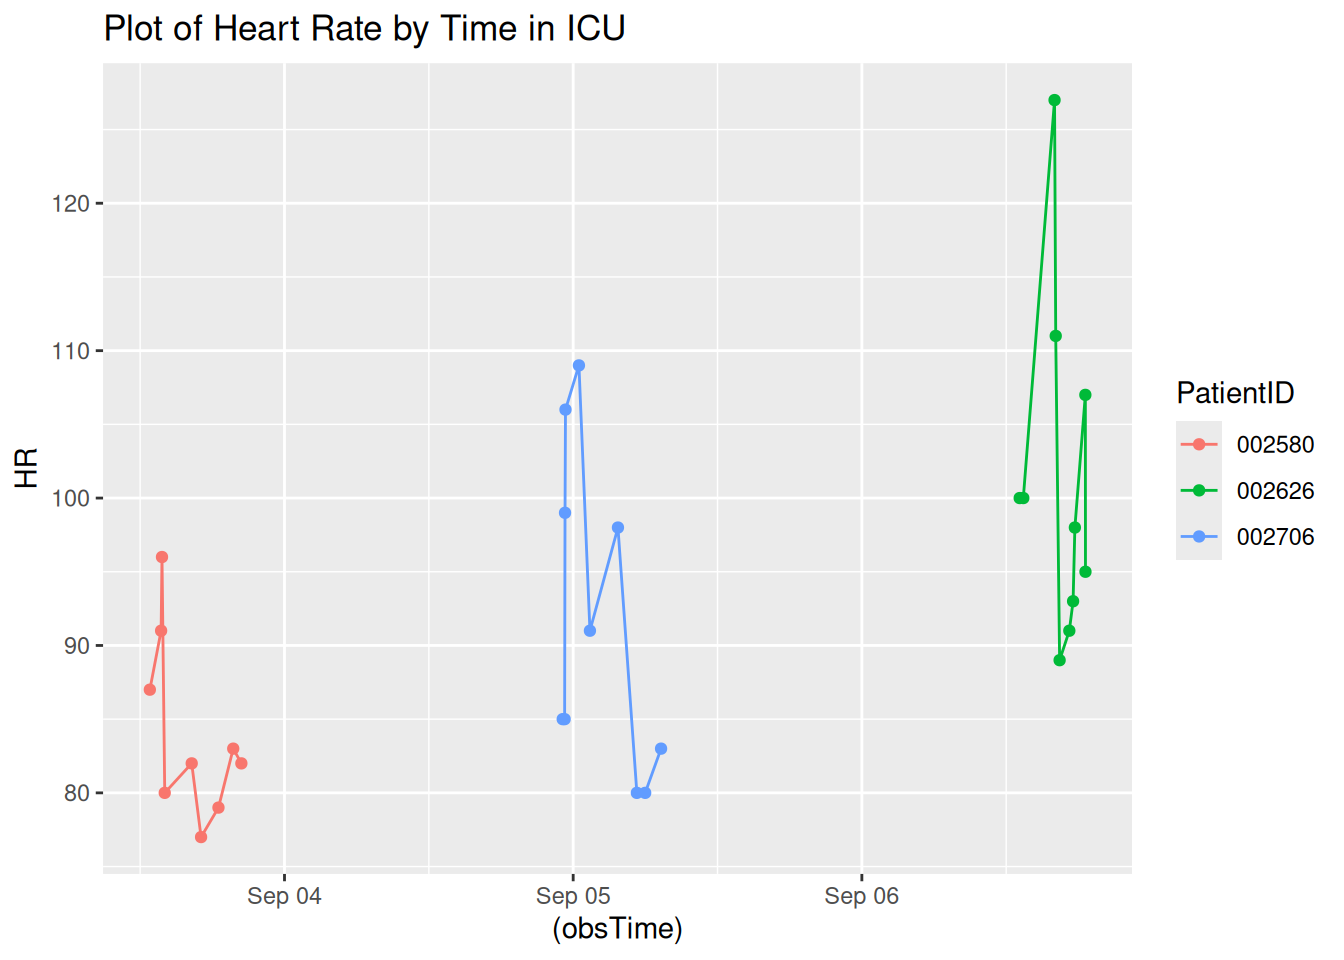 Plot of Heart Rate by Time in ICU
120
110
100
90
80
HR
Sep 04
Sep 05
Sep 06
(obsTime)
PatientID
002580
002626
002706